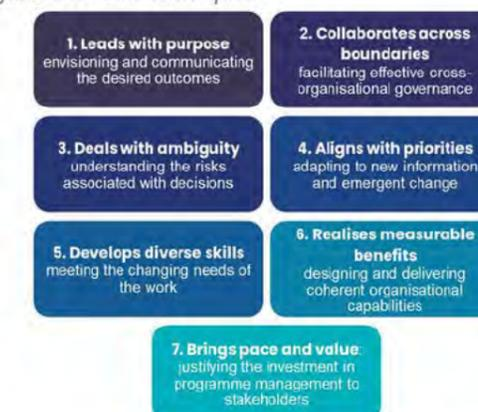 1. Leads with purpose
envisioning and communicating
the desired outcomes
2. Collaborates across
boundaries
facilitating effective cross-
organisational governance
3. Deals with ambiguity
understanding the risks
associated with decisions
4. Aligns with priorities
adapting to new information
and emergent change
5. Develops diverse skills
meeting the changing needs of
the work
6. Realises measurable
benefits
designing and delivering
coherent organisational
capabilities
7. Brings pace and value:
justifying the investment in
programme management to
stakeholders